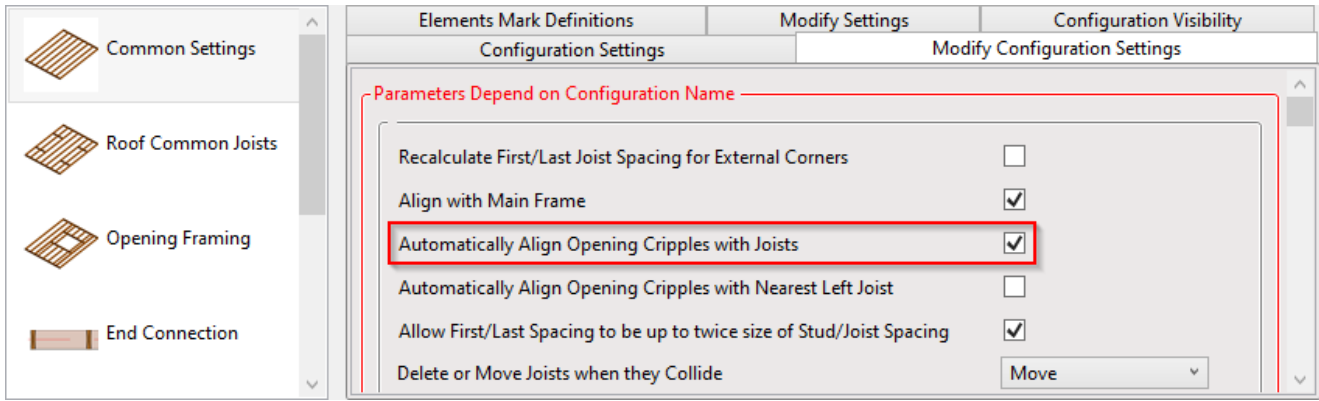 Common Settings
Roof Common Joists
Opening Framing
End Connection
Elements Mark Definitions
Modify Settings
Configuration Visibility
Configuration Settings
Modify Configuration Settings
Parameters Depend on Configuration Name
Recalculate First/Last Joist Spacing for External Corners
Align with Main Frame
Automatically Align Opening Cripples with Joists
Automatically Align Opening Cripples with Nearest Left Joist
Allow First/Last Spacing to be up to twice size of Stud/Joist Spacing
Delete or Move Joists when they Collide
Move